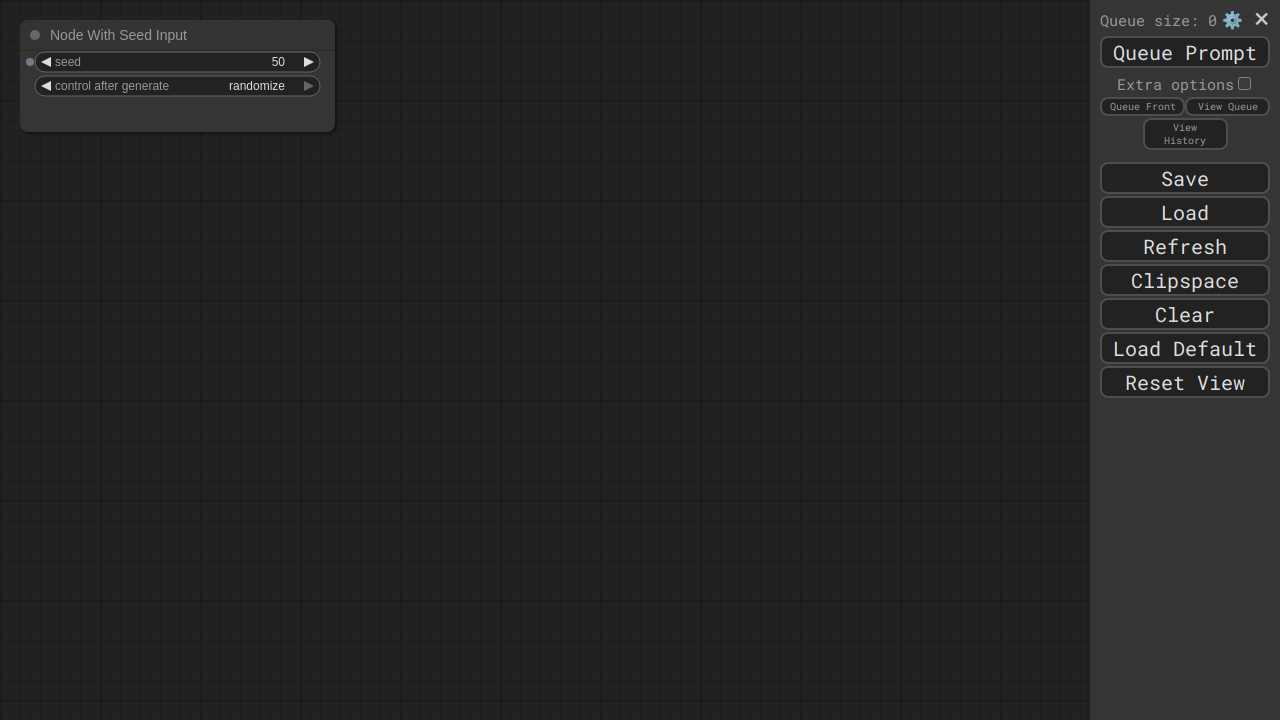 Node With Seed Input
seed 50
control after generate randomize
Queue size: 0
Queue Prompt
Extra options
Queue Front View Queue
View
History
Save
Load
Refresh
Clipspace
Clear
Load Default
Reset View